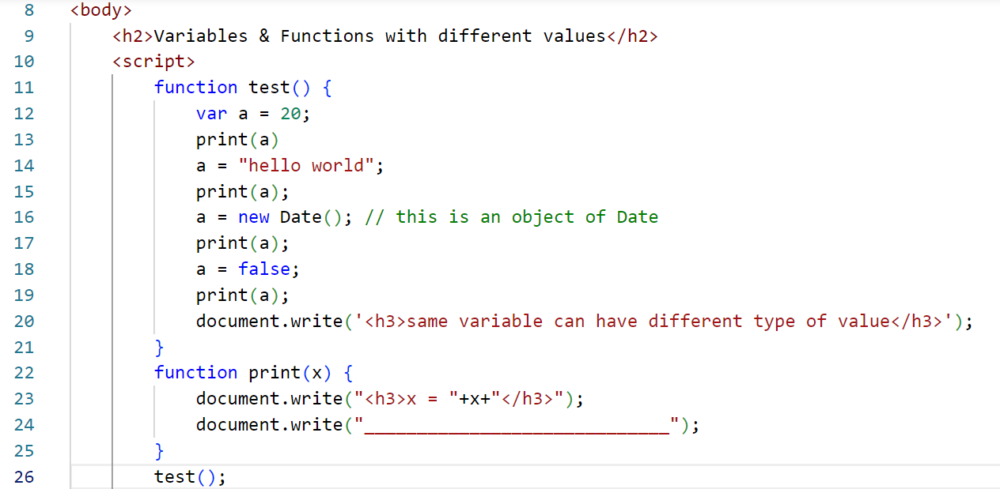 8 <body>
9 <h2>Variables & Functions with different values</h2>
10 <script>
11 function test() {
12 var a = 20;
13 print(a)
14 a = "hello world";
15 print(a);
16 a = new Date(); // this is an object of Date
17 print(a);
18 a = false;
19 print(a);
20 document.write('<h3>same variable can have different type of value</h3>');
21 }
22 function print(x) {
23 document.write("<h3>x = "+x+"</h3>");
24 document.write("_____________________________");
25 }
26 test();